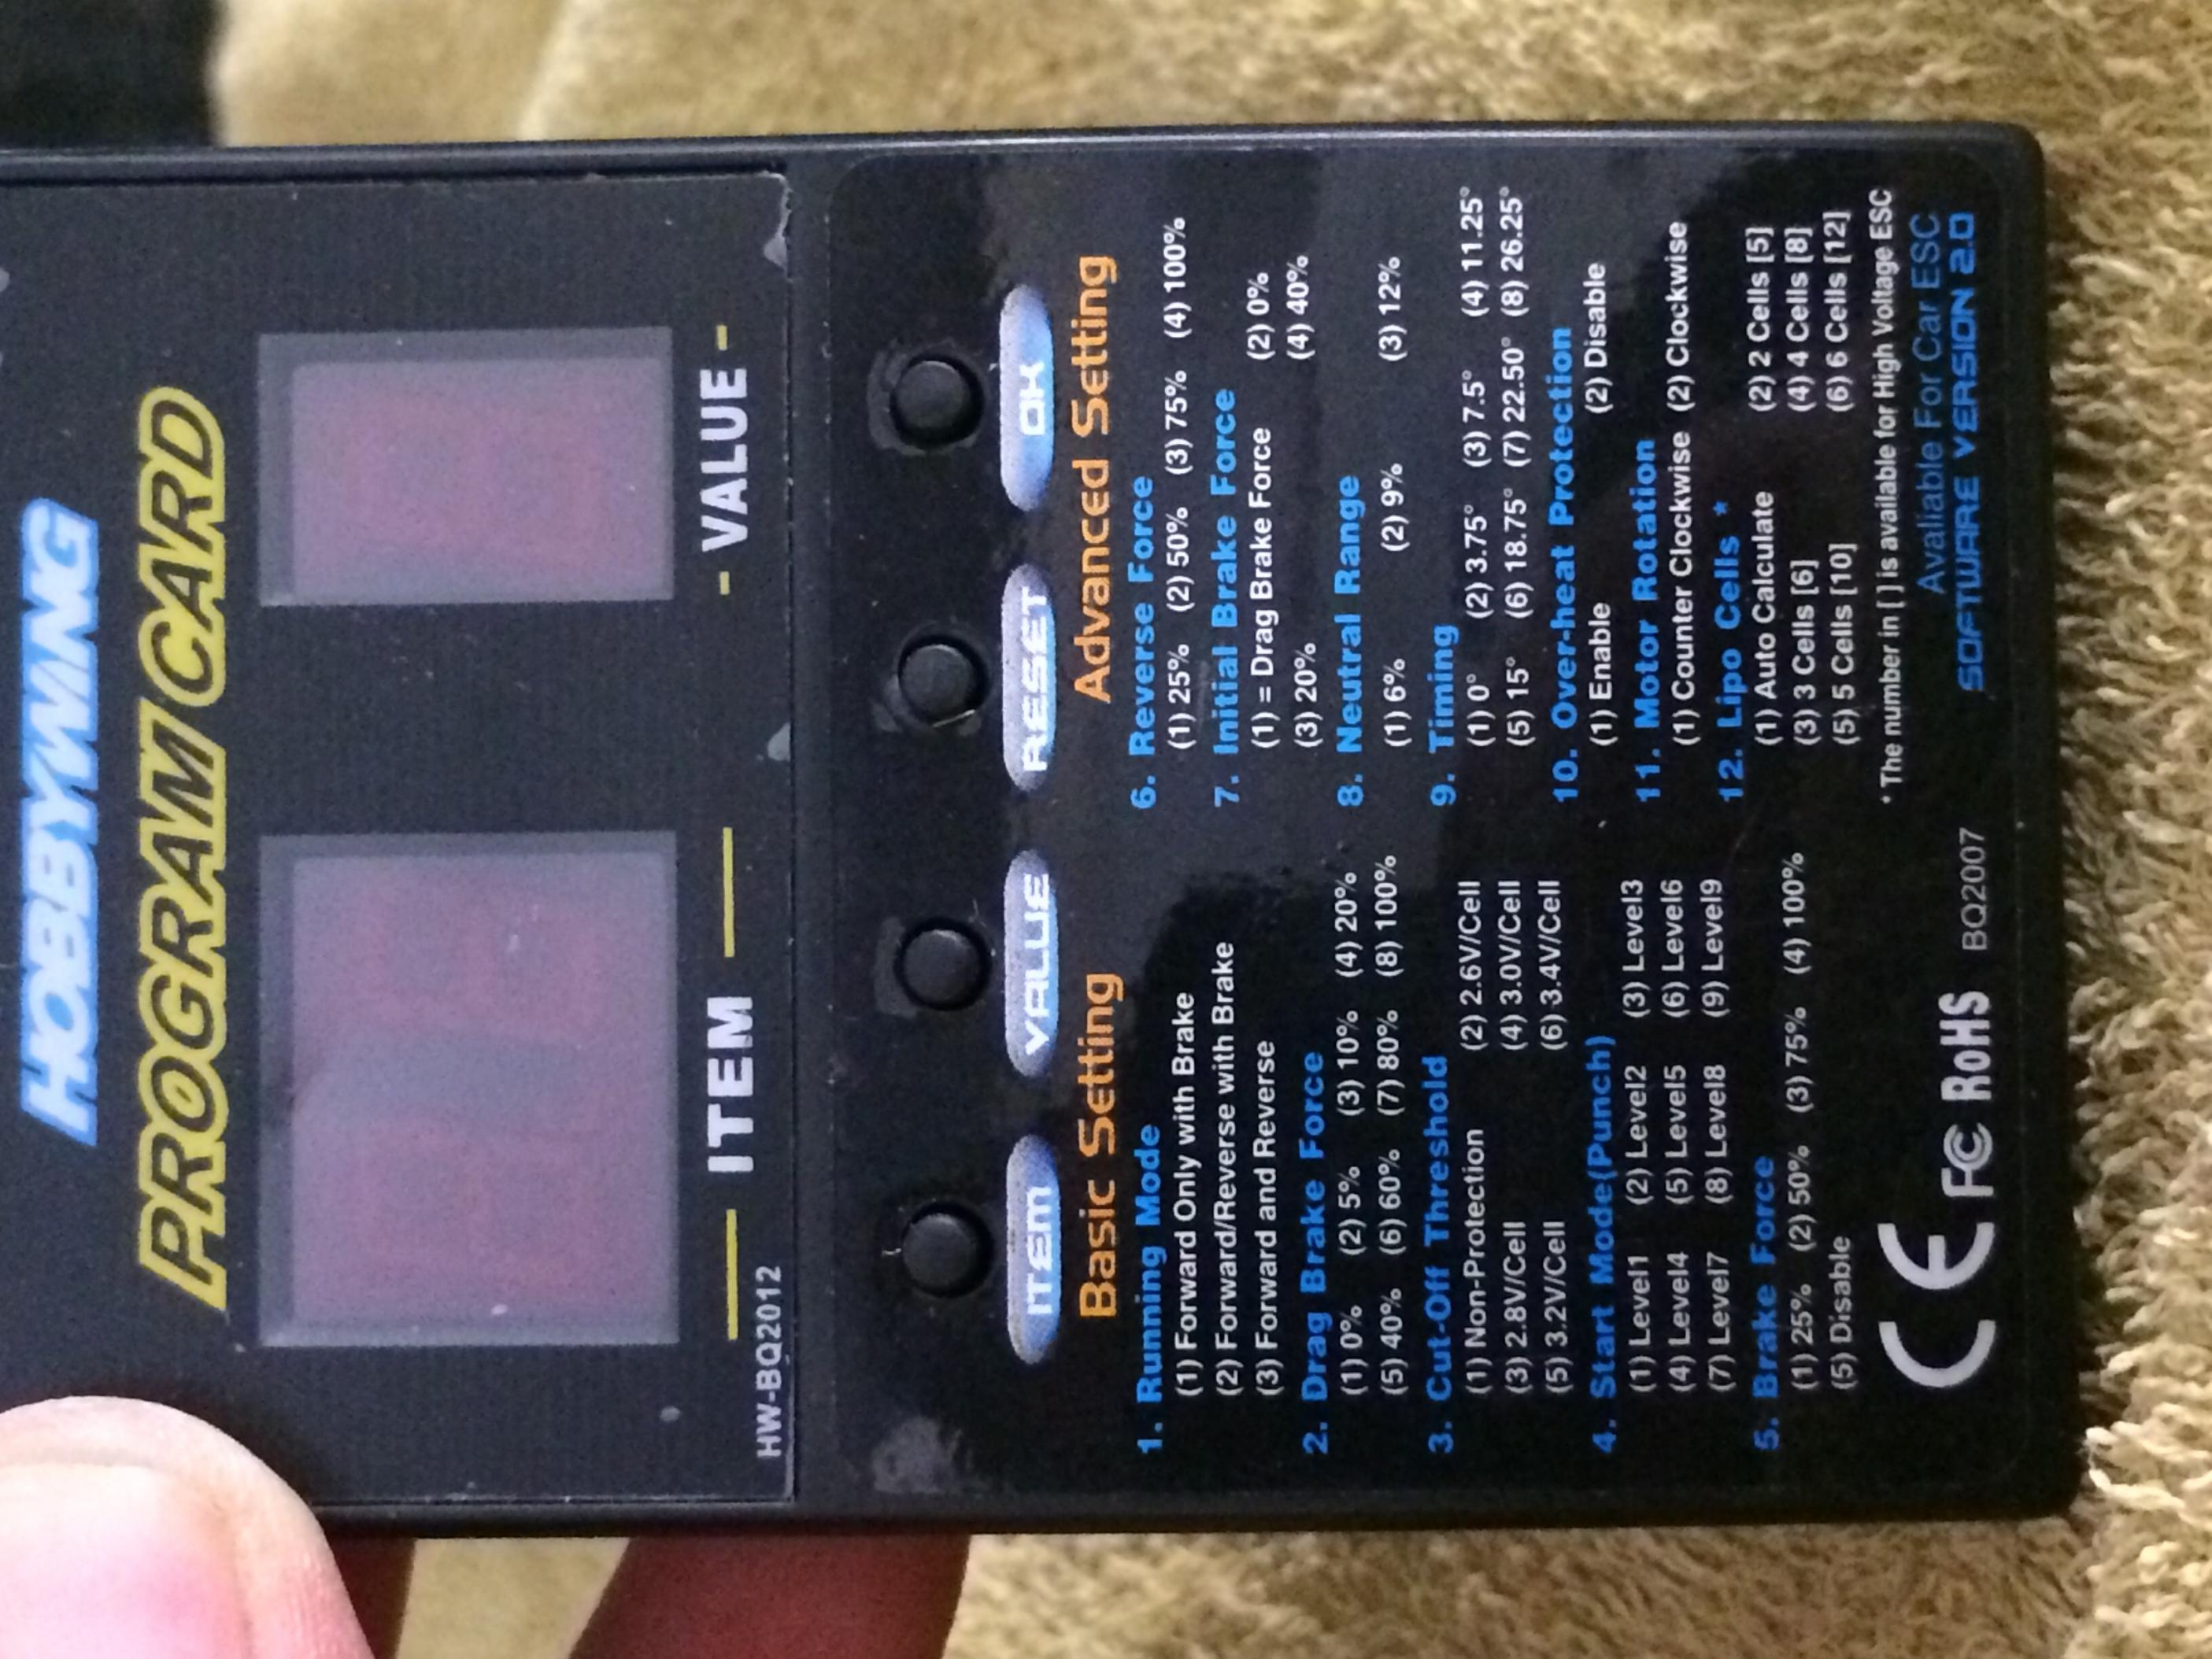 HOBBYWING
PROGRAM CARD
ITEM
- VALUE -
HW-BQ2012
ITEM VALUE RESET OK
Basic Setting
1. Running Mode
(1) Forward Only with Brake
(2) Forward/Reverse with Brake
(3) Forward and Reverse
2. Drag Brake Force
(1) 0% (2) 5% (3) 10% (4) 20%
(5) 40% (6) 60% (7) 80% (8) 100%
3. Cut-Off Threshold
(1) Non-Protection (2) 2.6V/Cell
(3) 2.8V/Cell (4) 3.0V/Cell
(5) 3.2V/Cell (6) 3.4V/Cell
4. Start Mode(Punch)
(1) Level1 (2) Level2 (3) Level3
(4) Level4 (5) Level5 (6) Level6
(7) Level7 (8) Level8 (9) Level9
5. Brake Force
(1) 25% (2) 50% (3) 75% (4) 100%
(5) Disable
Advanced Setting
6. Reverse Force
(1) 25% (2) 50% (3) 75% (4) 100%
7. Initial Brake Force
(1) = Drag Brake Force (2) 0%
(3) 20% (4) 40%
8. Neutral Range
(1) 6% (2) 9% (3) 12%
9. Timing
(1) 0° (2) 3.75° (3) 7.5° (4) 11.25°
(5) 15° (6) 18.75° (7) 22.50° (8) 26.25°
10. Over-heat Protection
(1) Enable (2) Disable
11. Motor Rotation
(1) Counter Clockwise (2) Clockwise
12. Lipo Cells *
(1) Auto Calculate (2) 2 Cells [5]
(3) 3 Cells [6] (4) 4 Cells [8]
(5) 5 Cells [10] (6) 6 Cells [12]
* The number in [ ] is available for High Voltage ESC
CE FC RoHS BQ2007
Avaliable For Car ESC
SOFTWARE VERSION 2.0